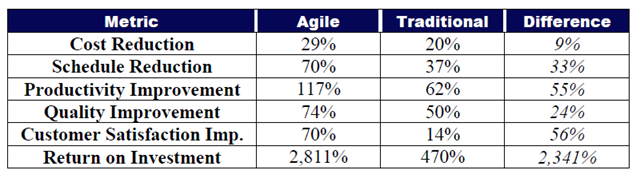 Metric Agile Traditional Difference
Cost Reduction 29% 20% 9%
Schedule Reduction 70% 37% 33%
Productivity Improvement 117% 62% 55%
Quality Improvement 74% 50% 24%
Customer Satisfaction Imp. 70% 14% 56%
Return on Investment 2,811% 470% 2,341%